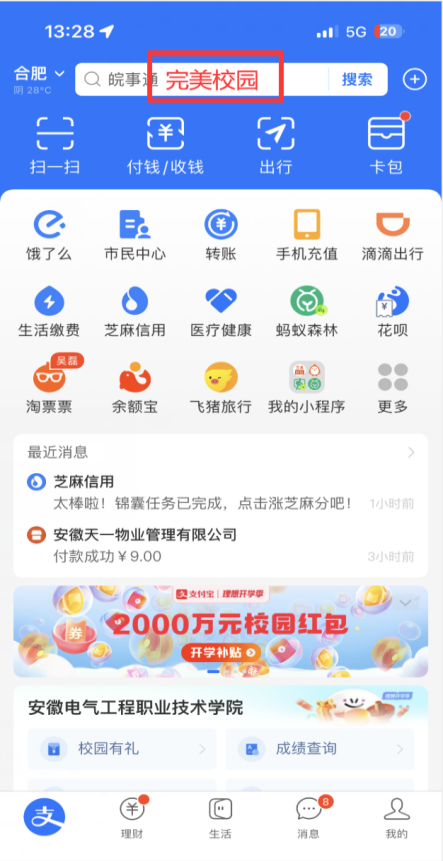 13:28 5G 20
合肥 皖事通 完美校园 搜索
阴 28°C
扫一扫 付钱/收钱 出行 卡包
饿了么 市民中心 转账 手机充值 滴滴出行
生活缴费 芝麻信用 医疗健康 蚂蚁森林 花呗
吴磊
淘票票 余额宝 飞猪旅行 我的小程序 更多
最近消息
芝麻信用
太棒啦！锦囊任务已完成，点击涨芝麻分吧！ 1小时前
安徽天一物业管理有限公司
付款成功￥9.00 3小时前
支付宝 理想开学季
券 2000万元校园红包
开学补贴
安徽电气工程职业技术学院
校园有礼 成绩查询
支 8
理财 生活 消息 我的